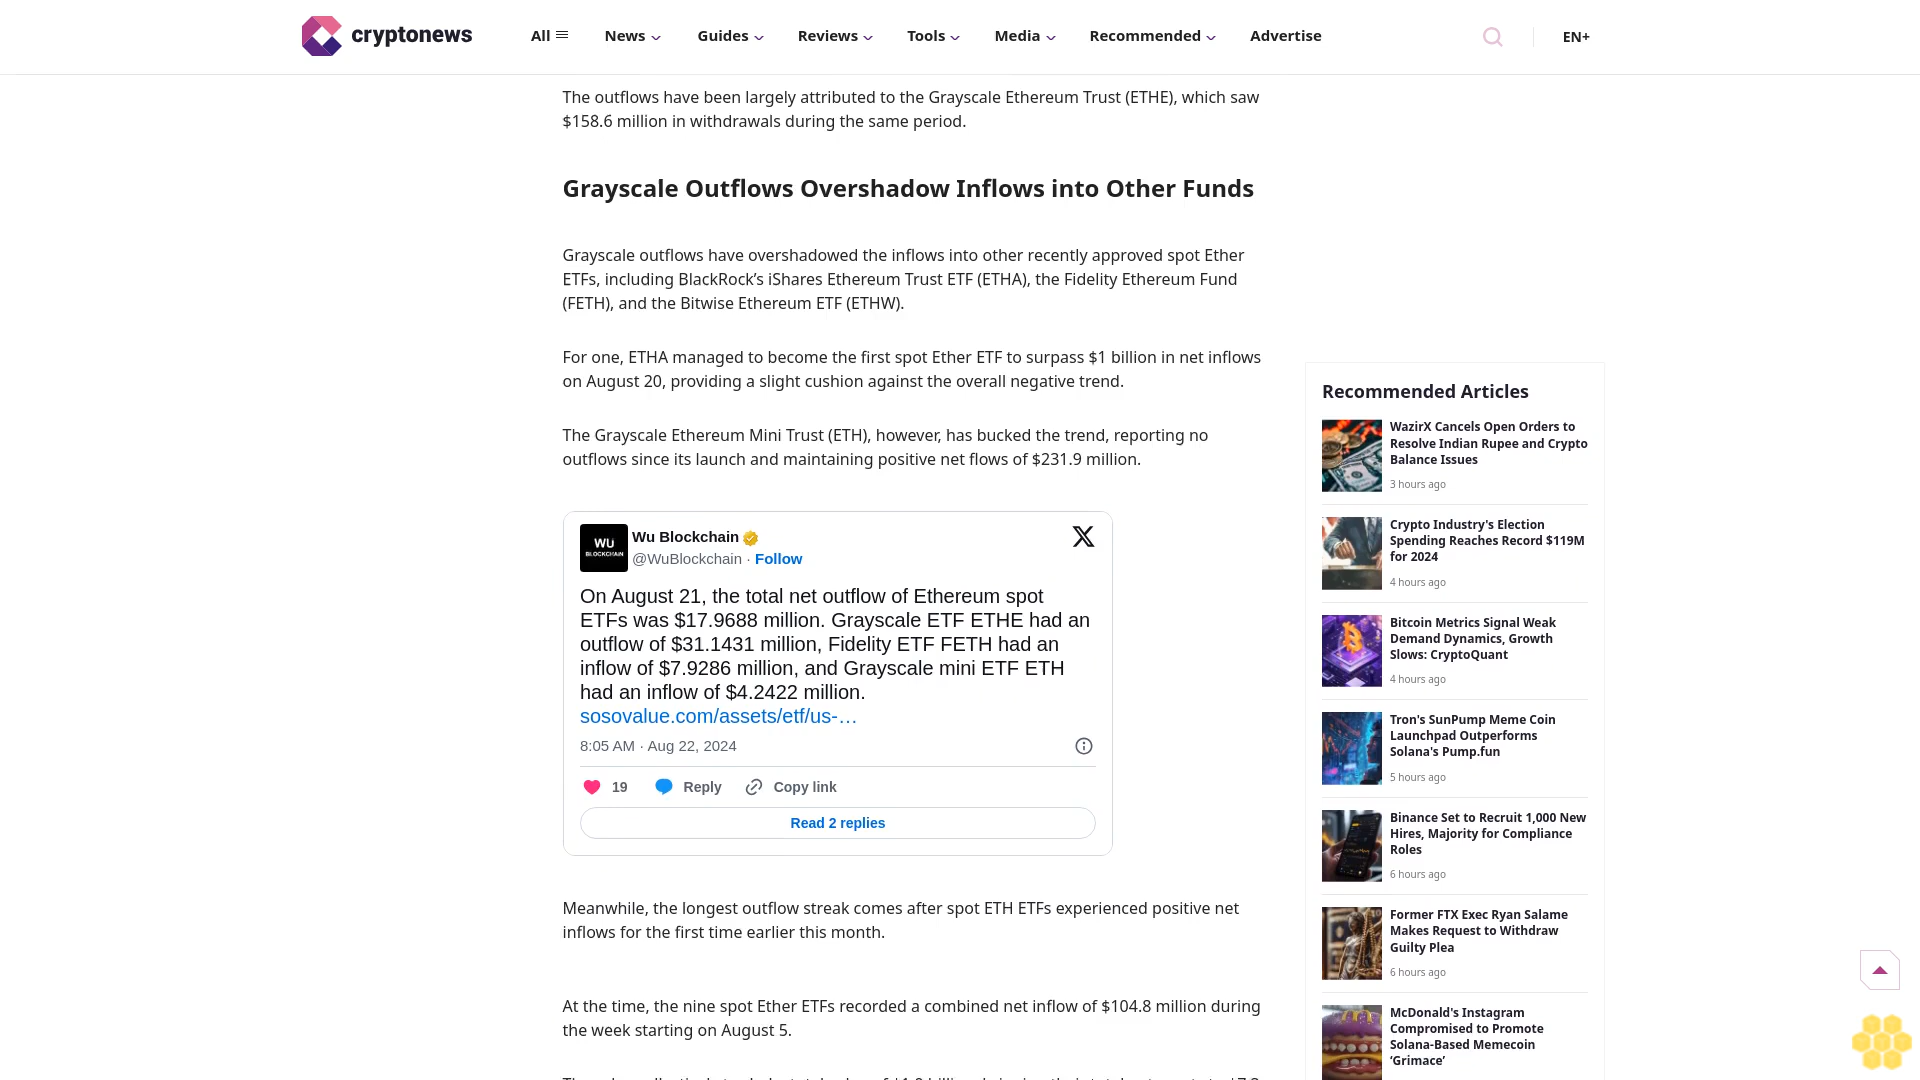 cryptonews
All
News
Guides
Reviews
Tools
Media
Recommended
Advertise
EN+
The outflows have been largely attributed to the Grayscale Ethereum Trust (ETHE), which saw
$158.6 million in withdrawals during the same period.
Grayscale Outflows Overshadow Inflows into Other Funds
Grayscale outflows have overshadowed the inflows into other recently approved spot Ether
ETFs, including BlackRock’s iShares Ethereum Trust ETF (ETHA), the Fidelity Ethereum Fund
(FETH), and the Bitwise Ethereum ETF (ETHW).
For one, ETHA managed to become the first spot Ether ETF to surpass $1 billion in net inflows
on August 20, providing a slight cushion against the overall negative trend.
The Grayscale Ethereum Mini Trust (ETH), however, has bucked the trend, reporting no
outflows since its launch and maintaining positive net flows of $231.9 million.
WU
BLOCKCHAIN
Wu Blockchain
@WuBlockchain · Follow
On August 21, the total net outflow of Ethereum spot
ETFs was $17.9688 million. Grayscale ETF ETHE had an
outflow of $31.1431 million, Fidelity ETF FETH had an
inflow of $7.9286 million, and Grayscale mini ETF ETH
had an inflow of $4.2422 million.
sosovalue.com/assets/etf/us-…
8:05 AM · Aug 22, 2024
19
Reply
Copy link
Read 2 replies
Meanwhile, the longest outflow streak comes after spot ETH ETFs experienced positive net
inflows for the first time earlier this month.
At the time, the nine spot Ether ETFs recorded a combined net inflow of $104.8 million during
the week starting on August 5.
Recommended Articles
WazirX Cancels Open Orders to
Resolve Indian Rupee and Crypto
Balance Issues
3 hours ago
Crypto Industry's Election
Spending Reaches Record $119M
for 2024
4 hours ago
Bitcoin Metrics Signal Weak
Demand Dynamics, Growth
Slows: CryptoQuant
4 hours ago
Tron's SunPump Meme Coin
Launchpad Outperforms
Solana's Pump.fun
5 hours ago
Binance Set to Recruit 1,000 New
Hires, Majority for Compliance
Roles
6 hours ago
Former FTX Exec Ryan Salame
Makes Request to Withdraw
Guilty Plea
6 hours ago
McDonald's Instagram
Compromised to Promote
Solana-Based Memecoin
‘Grimace’